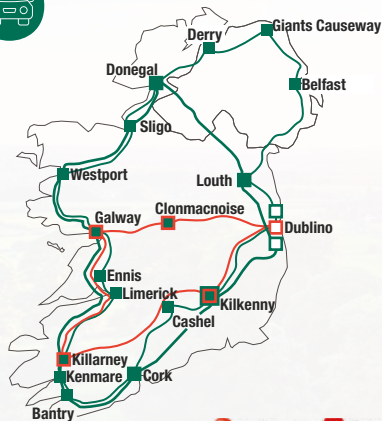 Giants Causeway
Derry
Donegal
Belfast
Sligo
Westport
Louth
Clonmacnoise
Galway
Dublino
Ennis
Limerick
Kilkenny
Cashel
Killarney
Kenmare
Cork
Bantry